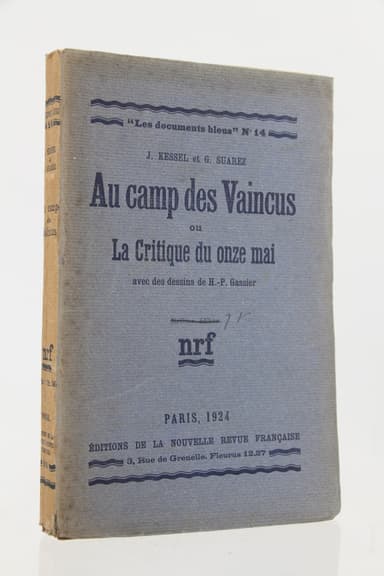 "Les documents bleus" Nº 14
J. KESSEL et G. SUAREZ
Au camp des Vaincus
ou
La Critique du onze mai
avec des dessins de H.-P. Gassier
nrf
PARIS, 1924
ÉDITIONS DE LA NOUVELLE REVUE FRANÇAISE
3, Rue de Grenelle. Fleurus 12.27
nrf